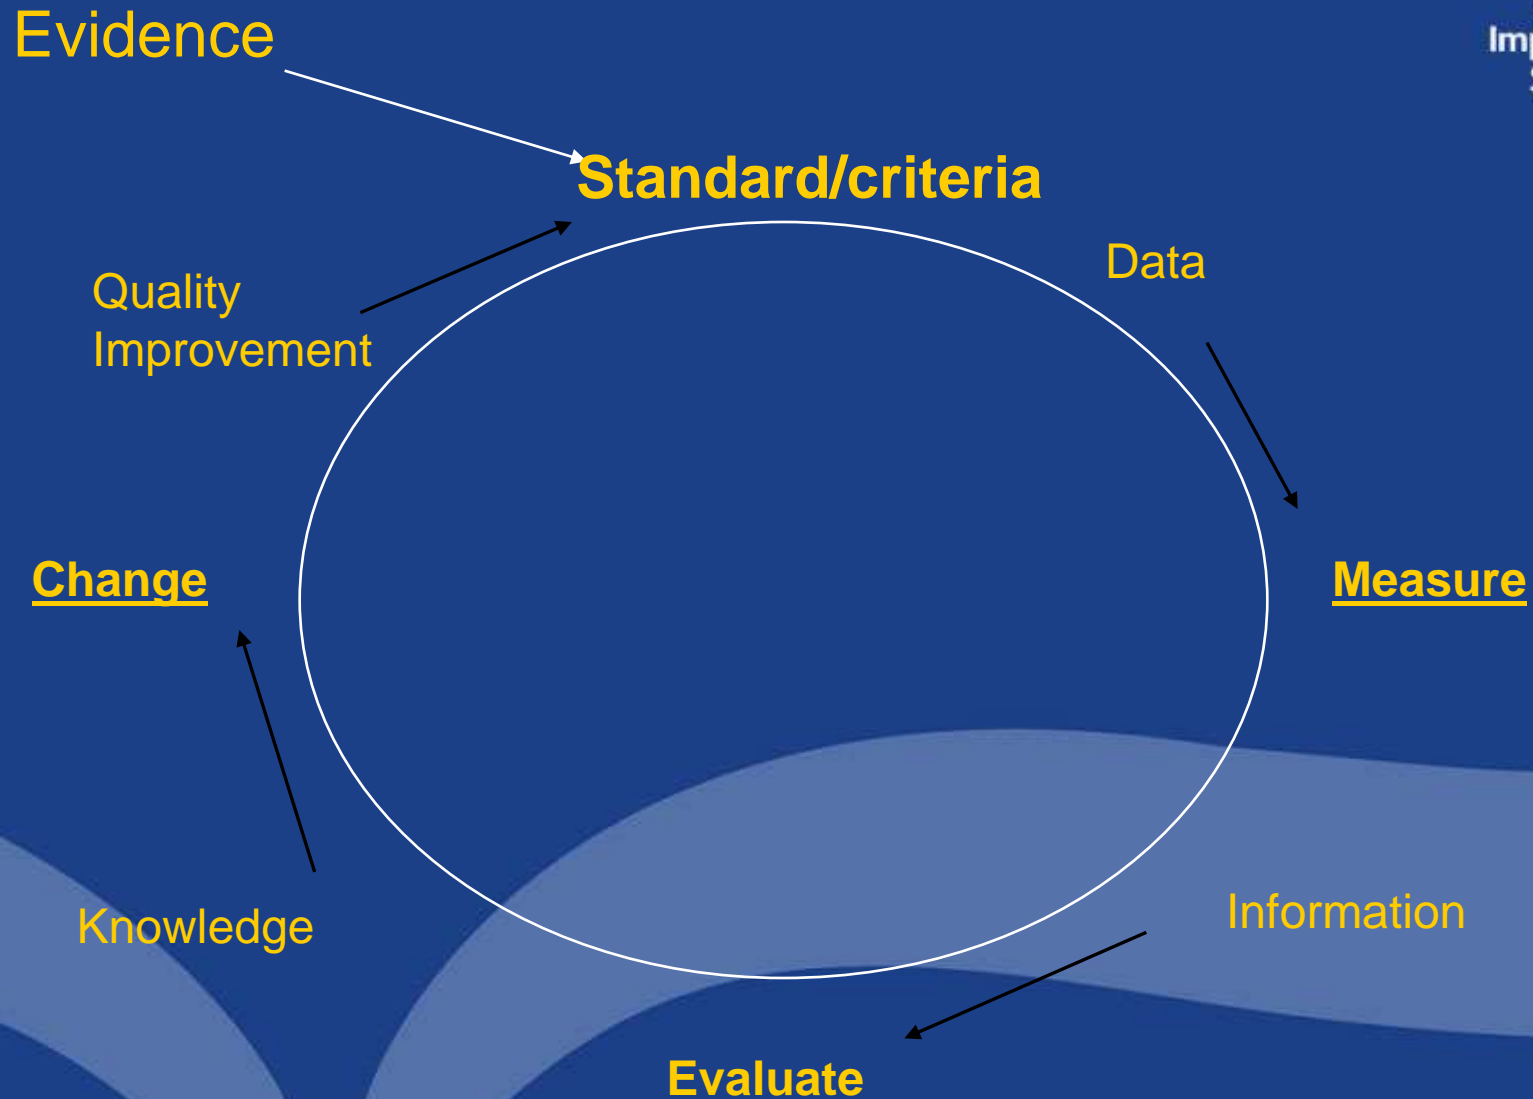 Evidence
Standard/criteria
Data
Quality
Improvement
Change
Measure
Knowledge
Information
Evaluate